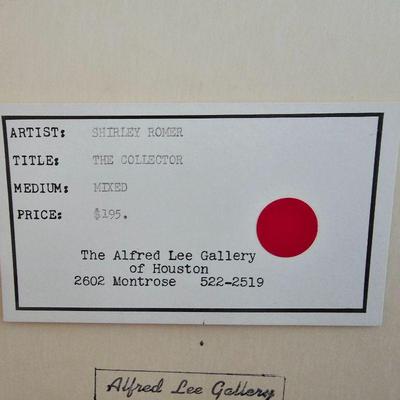 ARTIST: SHIRLEY ROMER
TITLE: THE COLLECTOR
MEDIUM: MIXED
PRICE: $195.
The Alfred Lee Gallery
of Houston
2602 Montrose 522-2519
Alfred Lee Gallery